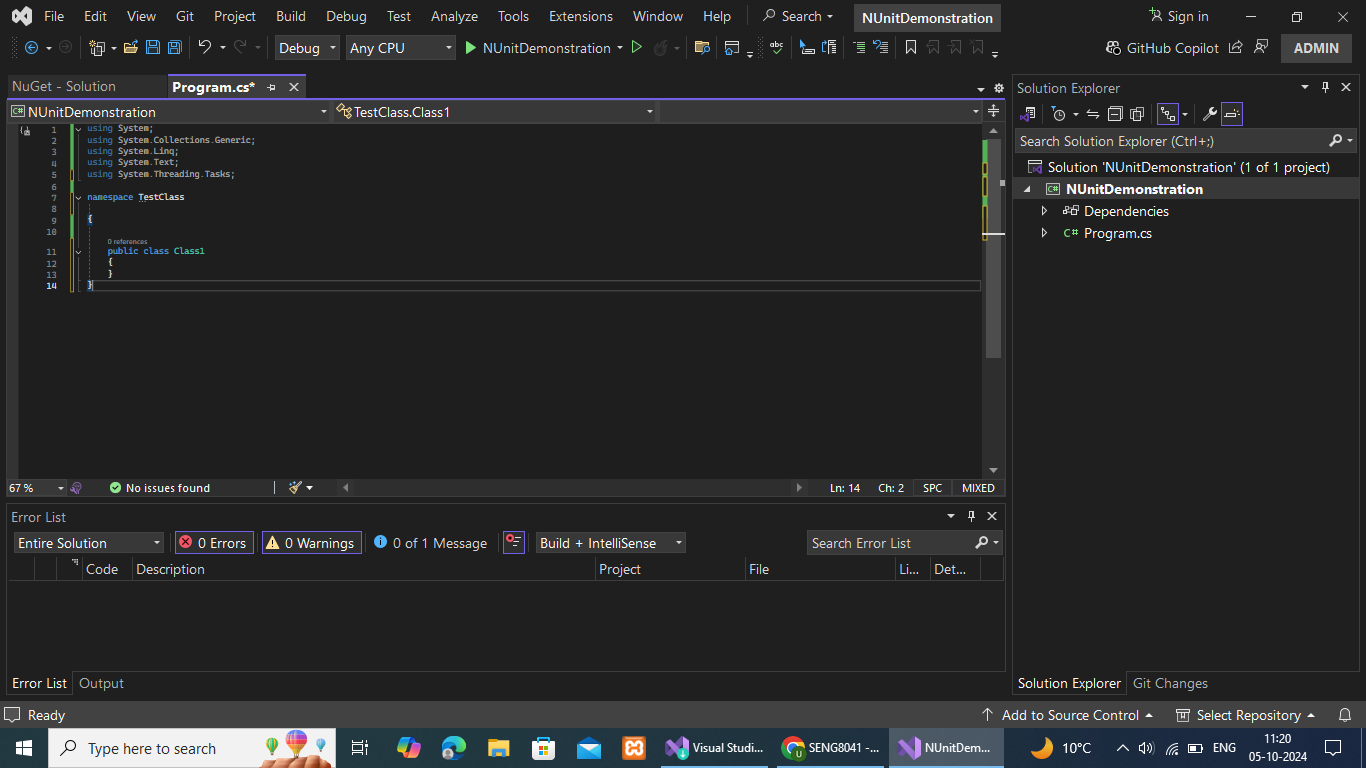 File Edit View Git Project Build Debug Test Analyze Tools Extensions Window Help Search NUnitDemonstration Sign in
Debug Any CPU NUnitDemonstration GitHub Copilot ADMIN
NuGet - Solution Program.cs*
NUnitDemonstration TestClass.Class1
1 using System;
2 using System.Collections.Generic;
3 using System.Linq;
4 using System.Text;
5 using System.Threading.Tasks;
6
7 namespace TestClass
8
9 {
10
0 references
11 public class Class1
12 {
13 }
14 }
67 % No issues found Ln: 14 Ch: 2 SPC MIXED
Error List
Entire Solution 0 Errors 0 Warnings 0 of 1 Message Build + IntelliSense Search Error List
Code Description Project File Li... Det...
Error List Output
Solution Explorer
Search Solution Explorer (Ctrl+;)
Solution 'NUnitDemonstration' (1 of 1 project)
C# NUnitDemonstration
Dependencies
C# Program.cs
Solution Explorer Git Changes
Ready Add to Source Control Select Repository
Type here to search Visual Studi... SENG8041 -... NUnitDem... 10°C ENG 11:20
05-10-2024